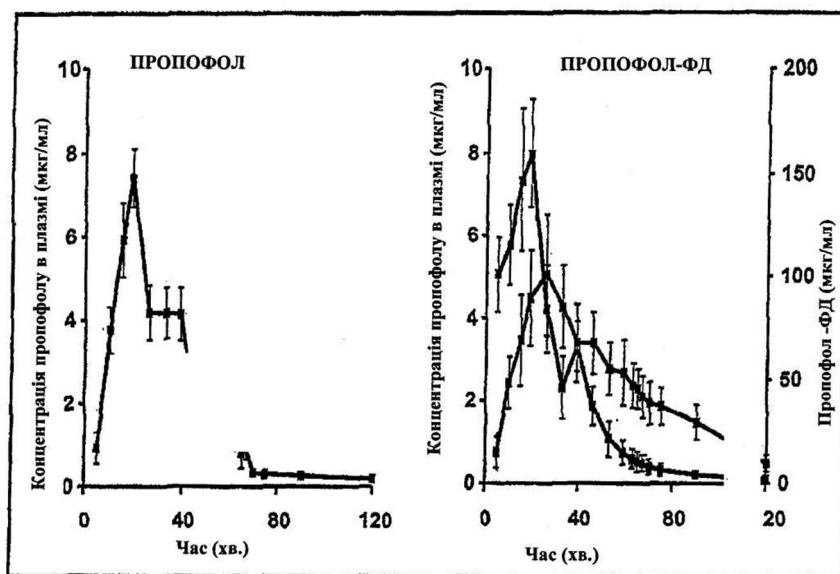 ПРОПОФОЛ
Концентрація пропофолу в плазмі (мкг/мл)
10
8
6
4
2
0
0 40 80 120
Час (хв.)
ПРОПОФОЛ-ФД
Концентрація пропофолу в плазмі (мкг/мл)
10
8
6
4
2
0
0 40 80 20
Час (хв.)
200
150
100
50
0
Пропофол -ФД (мкг/мл)